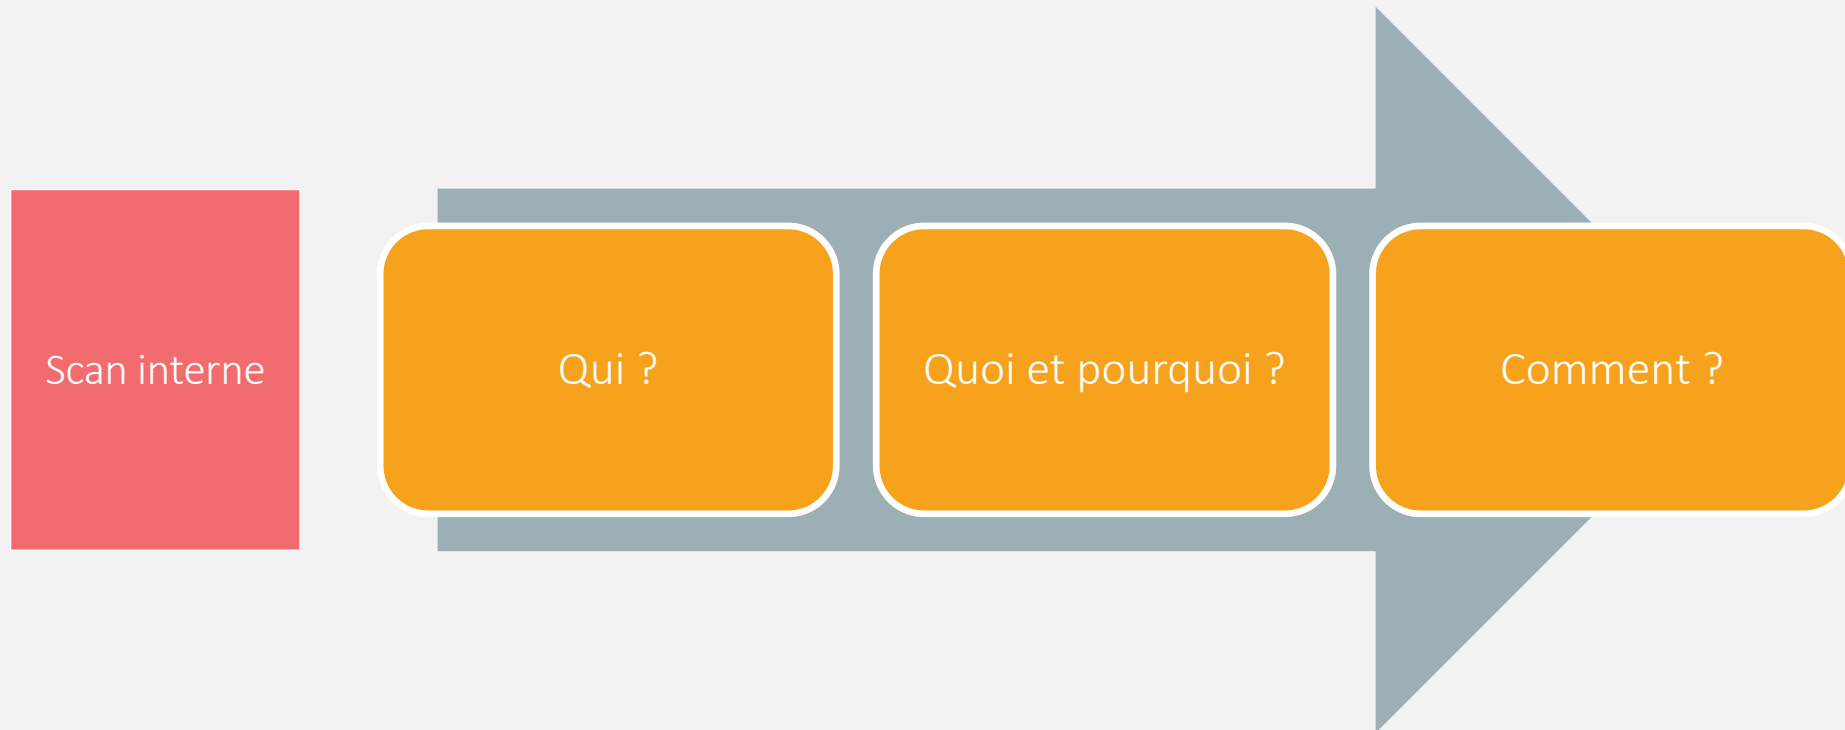 Scan interne
Qui ?
Quoi et pourquoi ?
Comment ?